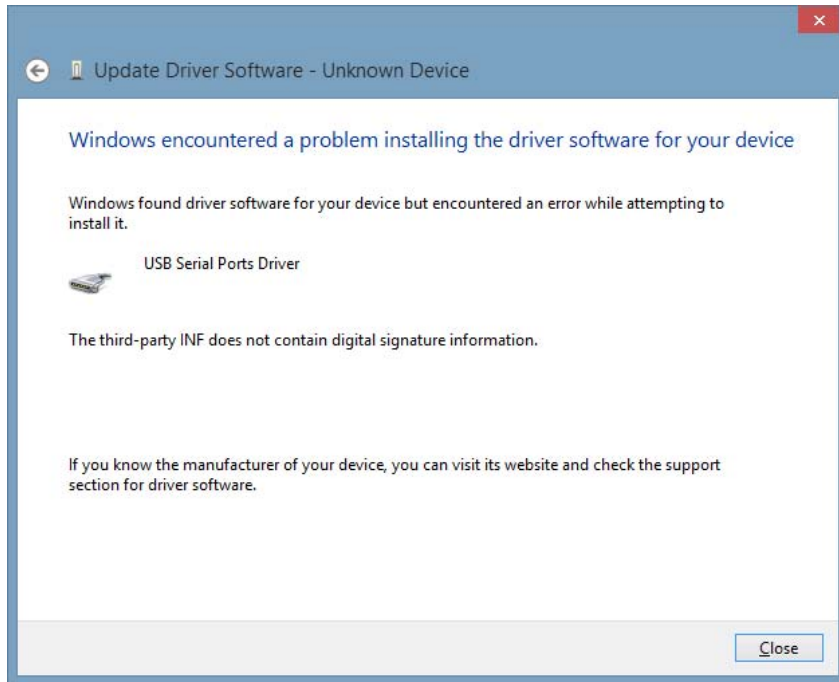 Update Driver Software - Unknown Device
Windows encountered a problem installing the driver software for your device
Windows found driver software for your device but encountered an error while attempting to
install it.
USB Serial Ports Driver
The third-party INF does not contain digital signature information.
If you know the manufacturer of your device, you can visit its website and check the support
section for driver software.
Close